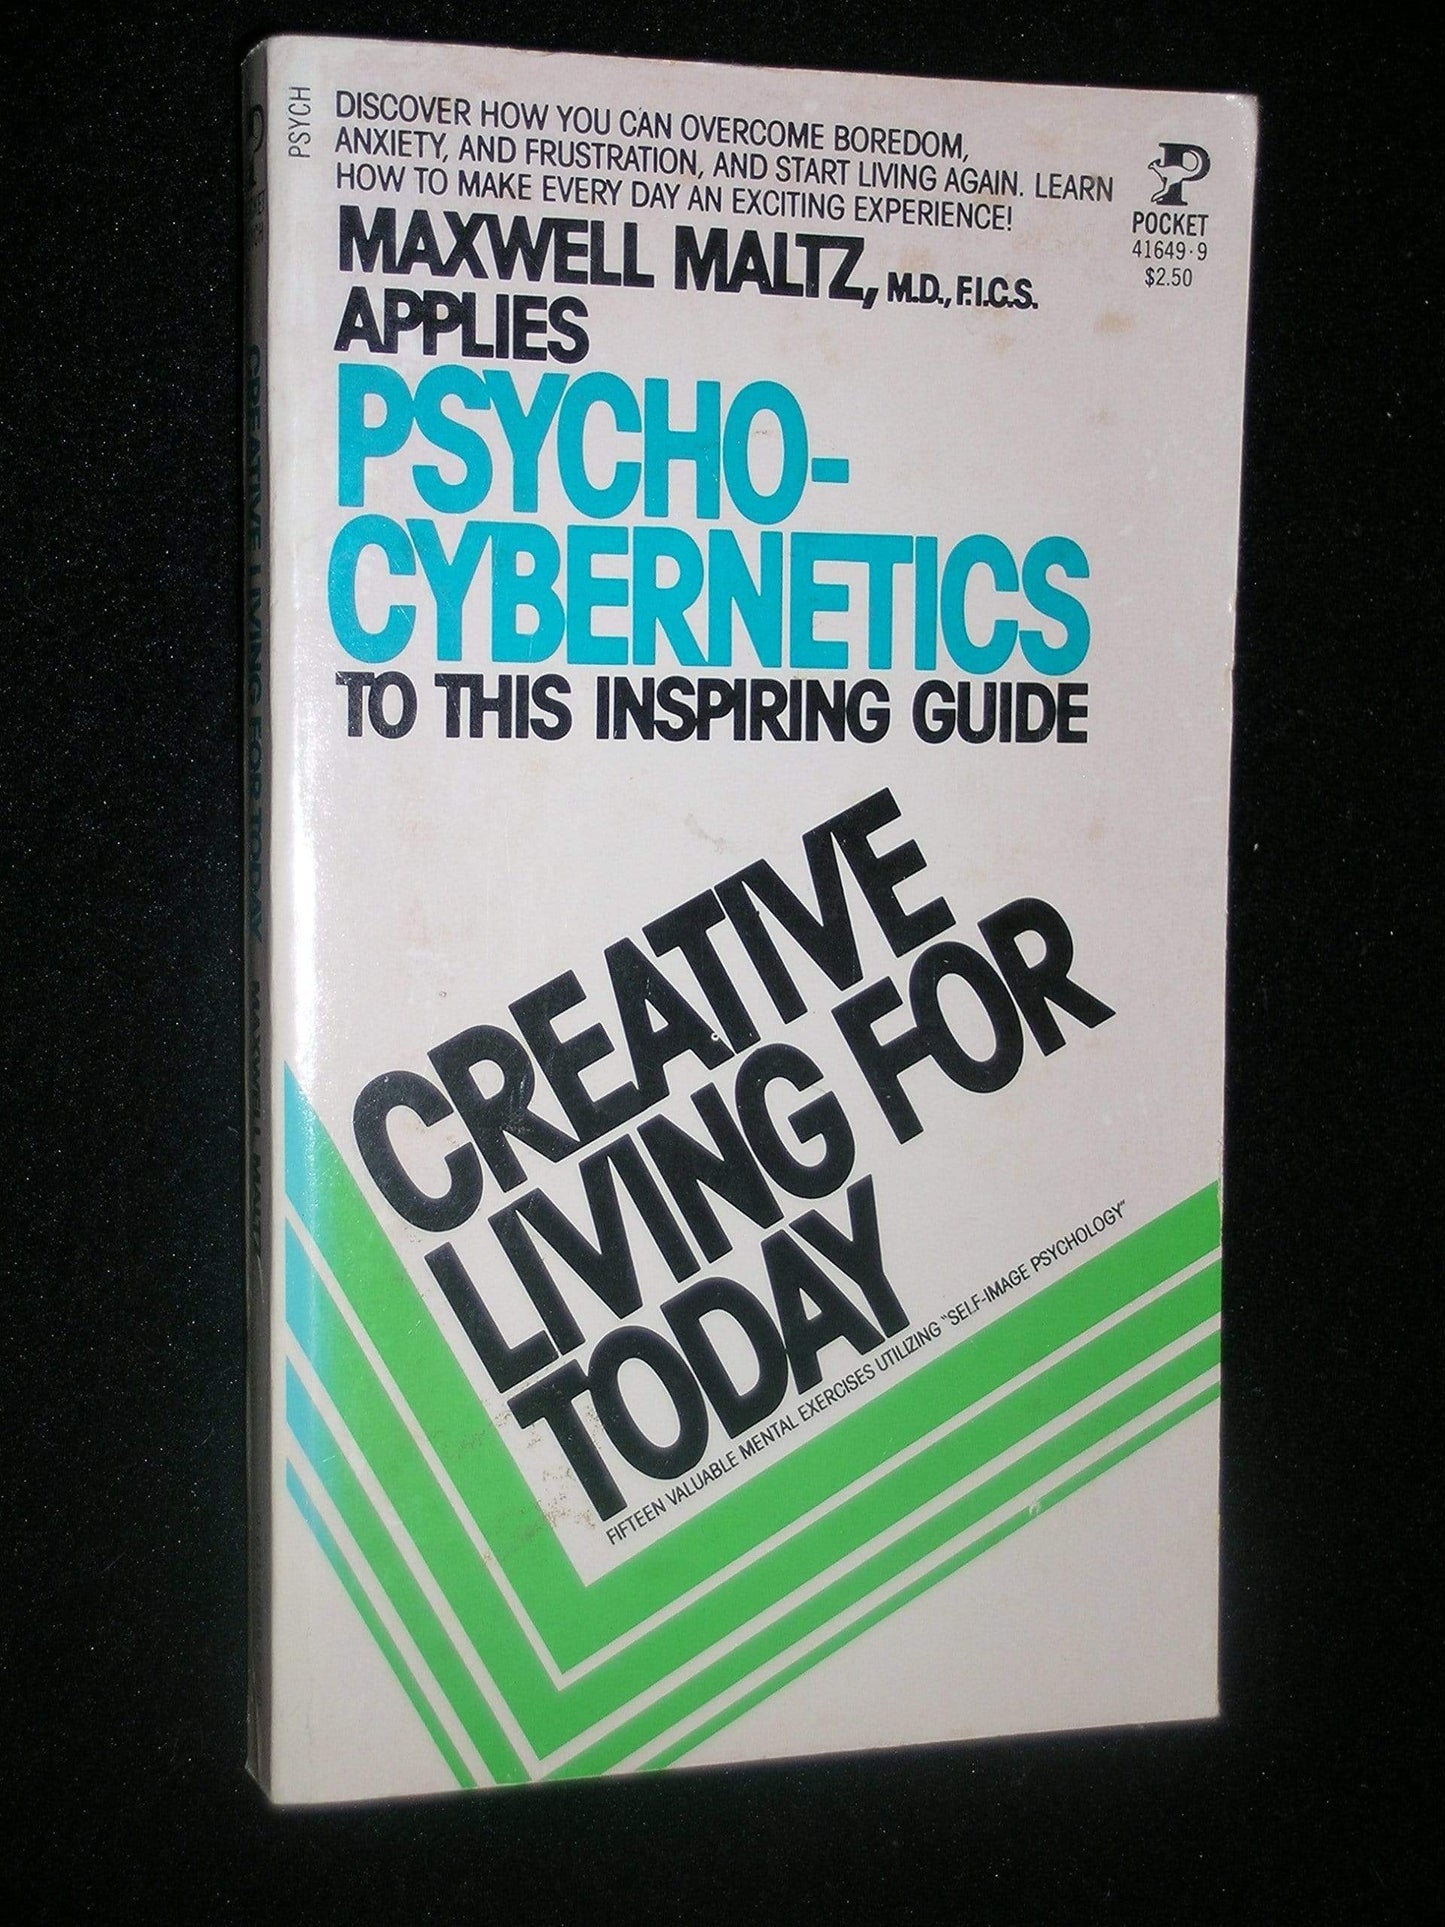 PSYCH
DISCOVER HOW YOU CAN OVERCOME BOREDOM,
ANXIETY, AND FRUSTRATION, AND START LIVING AGAIN. LEARN
HOW TO MAKE EVERY DAY AN EXCITING EXPERIENCE!
POCKET
41649·9
$2.50
MAXWELL MALTZ, M.D., F.I.C.S.
APPLIES
PSYCHO-
CYBERNETICS
TO THIS INSPIRING GUIDE
CREATIVE
LIVING FOR
TODAY
FIFTEEN VALUABLE MENTAL EXERCISES UTILIZING "SELF-IMAGE PSYCHOLOGY"
CREATIVE LIVING FOR TODAY MAXWELL MALTZ